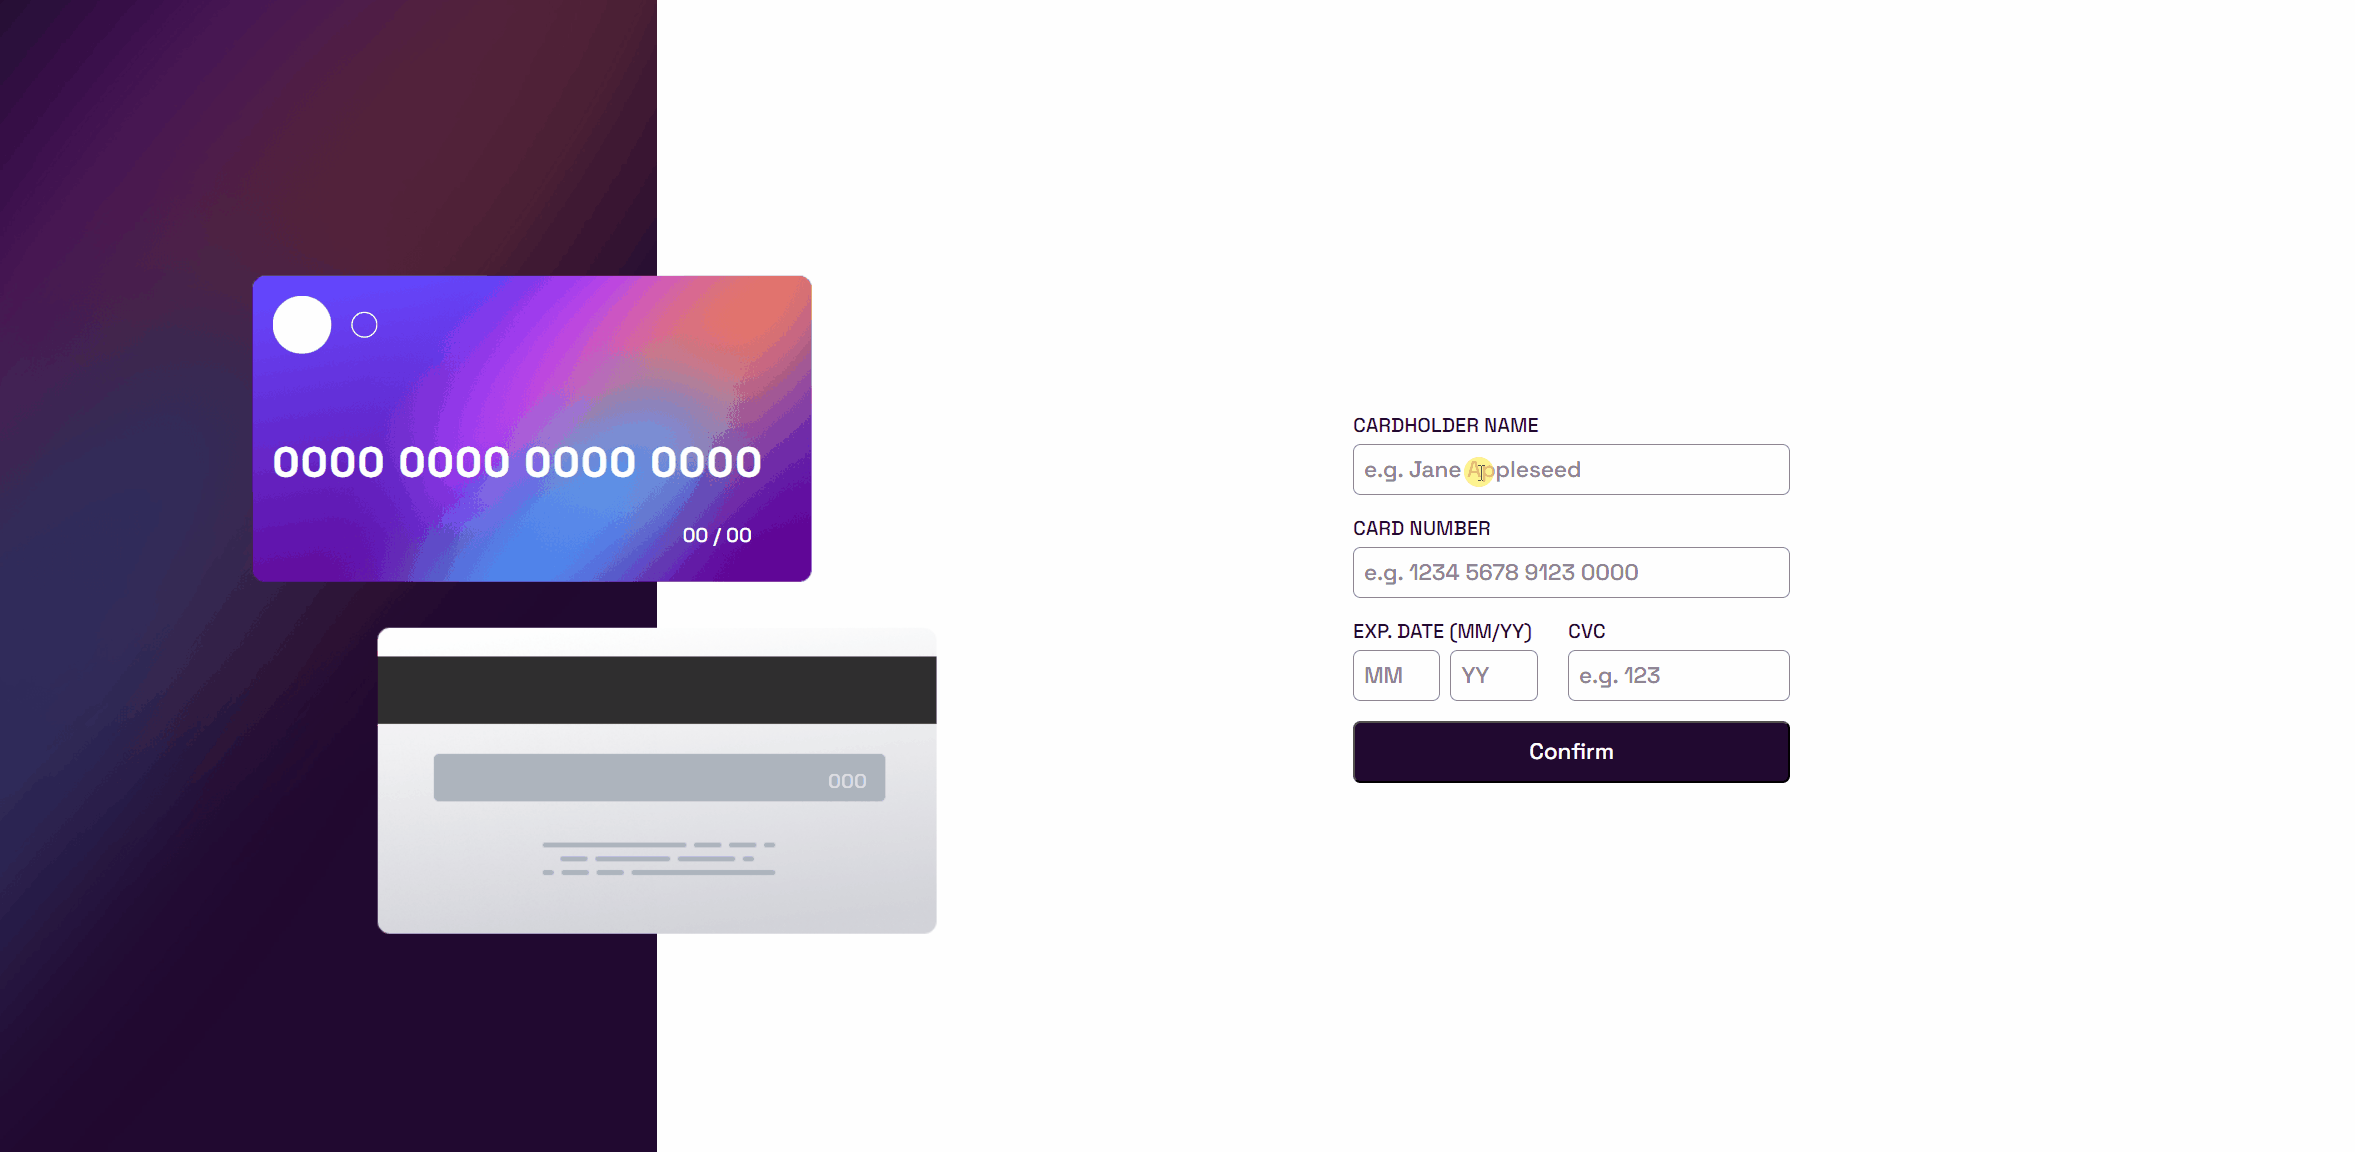 0000 0000 0000 0000
00 / 00
000
CARDHOLDER NAME
e.g. Jane Appleseed
CARD NUMBER
e.g. 1234 5678 9123 0000
EXP. DATE (MM/YY) CVC
MM YY e.g. 123
Confirm